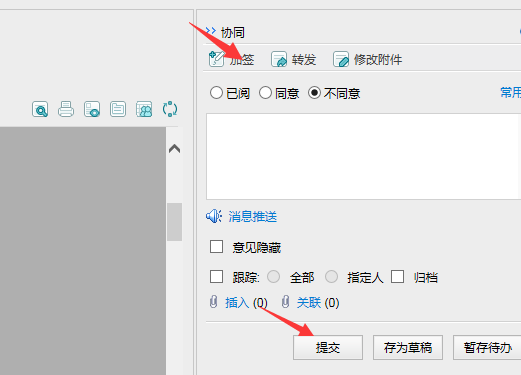 协同
加签 转发 修改附件
已阅 同意 不同意 常用
消息推送
意见隐藏
跟踪: 全部 指定人 归档
插入 (0) 关联 (0)
提交 存为草稿 暂存待办